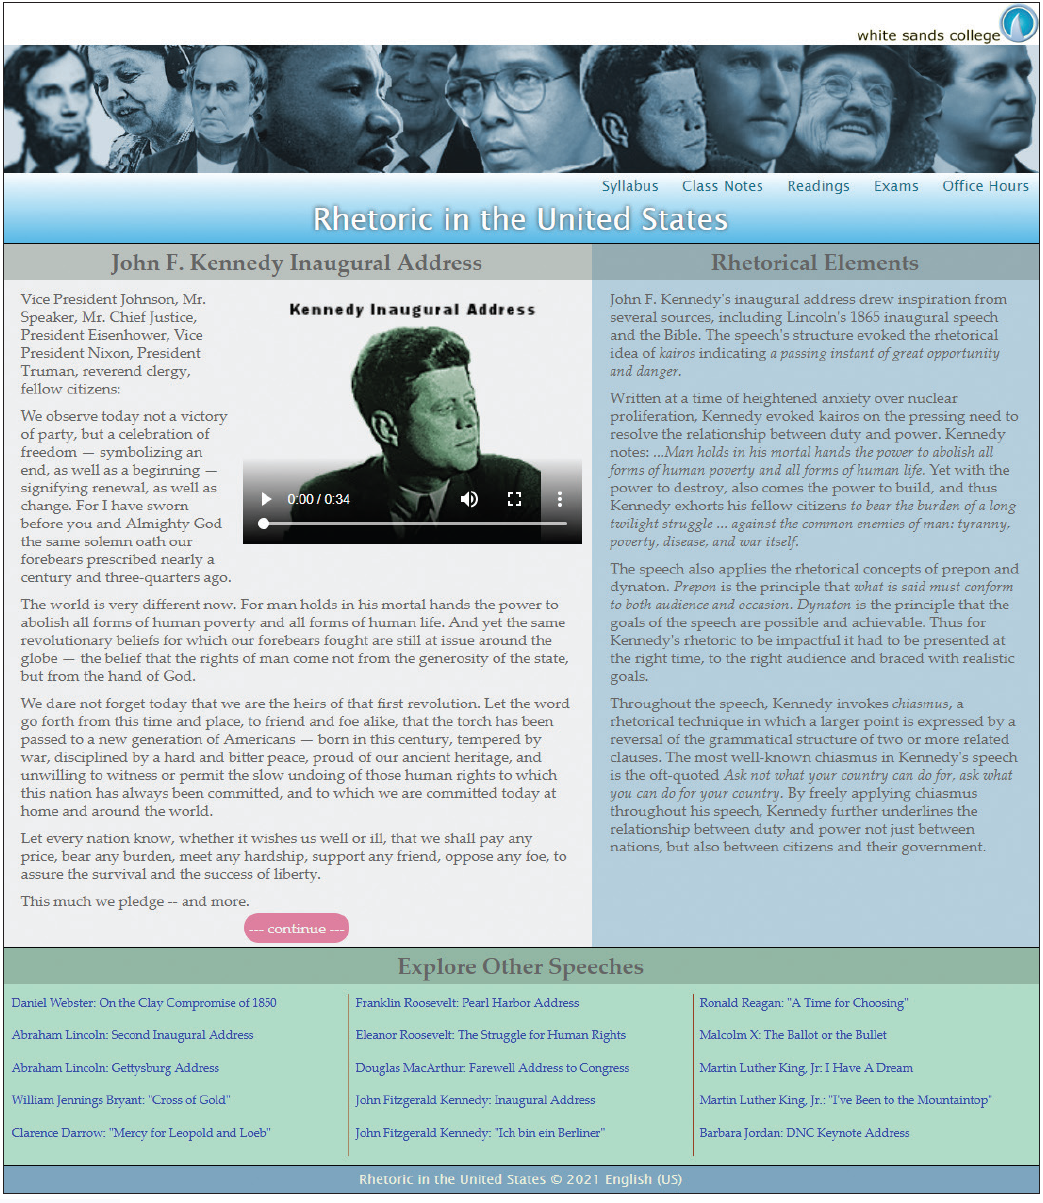 white sands college
Syllabus Class Notes Readings Exams Office Hours
Rhetoric in the United States
John F. Kennedy Inaugural Address
Vice President Johnson, Mr.
Speaker, Mr. Chief Justice,
President Eisenhower, Vice
President Nixon, President
Truman, reverend clergy,
fellow citizens:
We observe today not a victory
of party, but a celebration of
freedom — symbolizing an
end, as well as a beginning —
signifying renewal, as well as
change. For I have sworn
before you and Almighty God
the same solemn oath our
forebears prescribed nearly a
century and three-quarters ago.
Kennedy Inaugural Address
0:00 / 0:34
The world is very different now. For man holds in his mortal hands the power to
abolish all forms of human poverty and all forms of human life. And yet the same
revolutionary beliefs for which our forebears fought are still at issue around the
globe — the belief that the rights of man come not from the generosity of the state,
but from the hand of God.
We dare not forget today that we are the heirs of that first revolution. Let the word
go forth from this time and place, to friend and foe alike, that the torch has been
passed to a new generation of Americans — born in this century, tempered by
war, disciplined by a hard and bitter peace, proud of our ancient heritage, and
unwilling to witness or permit the slow undoing of those human rights to which
this nation has always been committed, and to which we are committed today at
home and around the world.
Let every nation know, whether it wishes us well or ill, that we shall pay any
price, bear any burden, meet any hardship, support any friend, oppose any foe, to
assure the survival and the success of liberty.
This much we pledge -- and more.
--- continue ---
Rhetorical Elements
John F. Kennedy's inaugural address drew inspiration from
several sources, including Lincoln's 1865 inaugural speech
and the Bible. The speech's structure evoked the rhetorical
idea of kairos indicating a passing instant of great opportunity
and danger.
Written at a time of heightened anxiety over nuclear
proliferation, Kennedy evoked kairos on the pressing need to
resolve the relationship between duty and power. Kennedy
notes: ...Man holds in his mortal hands the power to abolish all
forms of human poverty and all forms of human life. Yet with the
power to destroy, also comes the power to build, and thus
Kennedy exhorts his fellow citizens to bear the burden of a long
twilight struggle ... against the common enemies of man: tyranny,
poverty, disease, and war itself.
The speech also applies the rhetorical concepts of prepon and
dynaton. Prepon is the principle that what is said must conform
to both audience and occasion. Dynaton is the principle that the
goals of the speech are possible and achievable. Thus for
Kennedy's rhetoric to be impactful it had to be presented at
the right time, to the right audience and braced with realistic
goals.
Throughout the speech, Kennedy invokes chiasmus, a
rhetorical technique in which a larger point is expressed by a
reversal of the grammatical structure of two or more related
clauses. The most well-known chiasmus in Kennedy's speech
is the oft-quoted Ask not what your country can do for, ask what
you can do for your country. By freely applying chiasmus
throughout his speech, Kennedy further underlines the
relationship between duty and power not just between
nations, but also between citizens and their government.
Explore Other Speeches
Daniel Webster: On the Clay Compromise of 1850
Abraham Lincoln: Second Inaugural Address
Abraham Lincoln: Gettysburg Address
William Jennings Bryant: "Cross of Gold"
Clarence Darrow: "Mercy for Leopold and Loeb"
Franklin Roosevelt: Pearl Harbor Address
Eleanor Roosevelt: The Struggle for Human Rights
Douglas MacArthur: Farewell Address to Congress
John Fitzgerald Kennedy: Inaugural Address
John Fitzgerald Kennedy: "Ich bin ein Berliner"
Ronald Reagan: "A Time for Choosing"
Malcolm X: The Ballot or the Bullet
Martin Luther King, Jr: I Have A Dream
Martin Luther King, Jr.: "I've Been to the Mountaintop"
Barbara Jordan: DNC Keynote Address
Rhetoric in the United States © 2021 English (US)